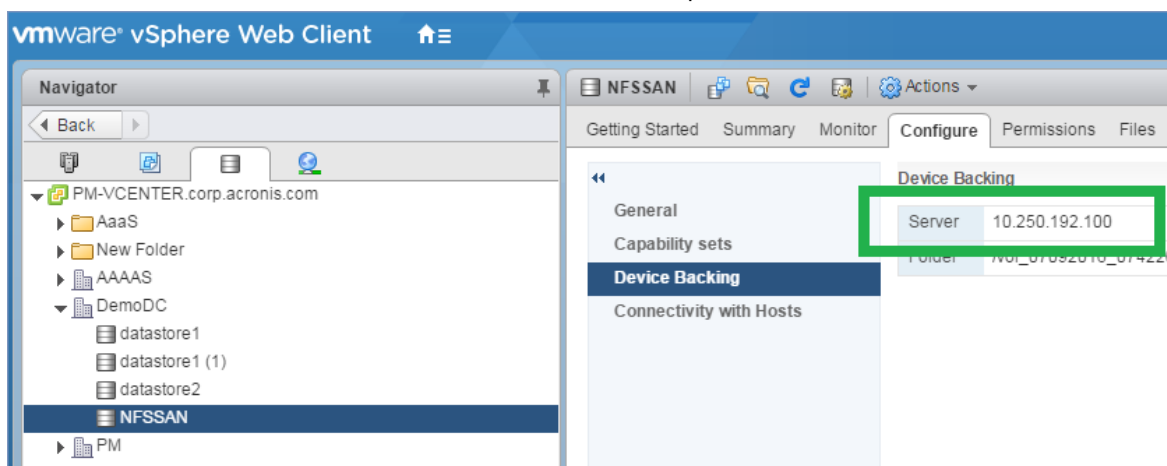 vmware® vSphere Web Client
Navigator
Back
PM-VCENTER.corp.acronis.com
AaaS
New Folder
AAAAS
DemoDC
datastore1
datastore1 (1)
datastore2
NFSSAN
PM
NFSSAN Actions
Getting Started Summary Monitor Configure Permissions Files
General
Capability sets
Device Backing
Connectivity with Hosts
Device Backing
Server 10.250.192.100
Folder